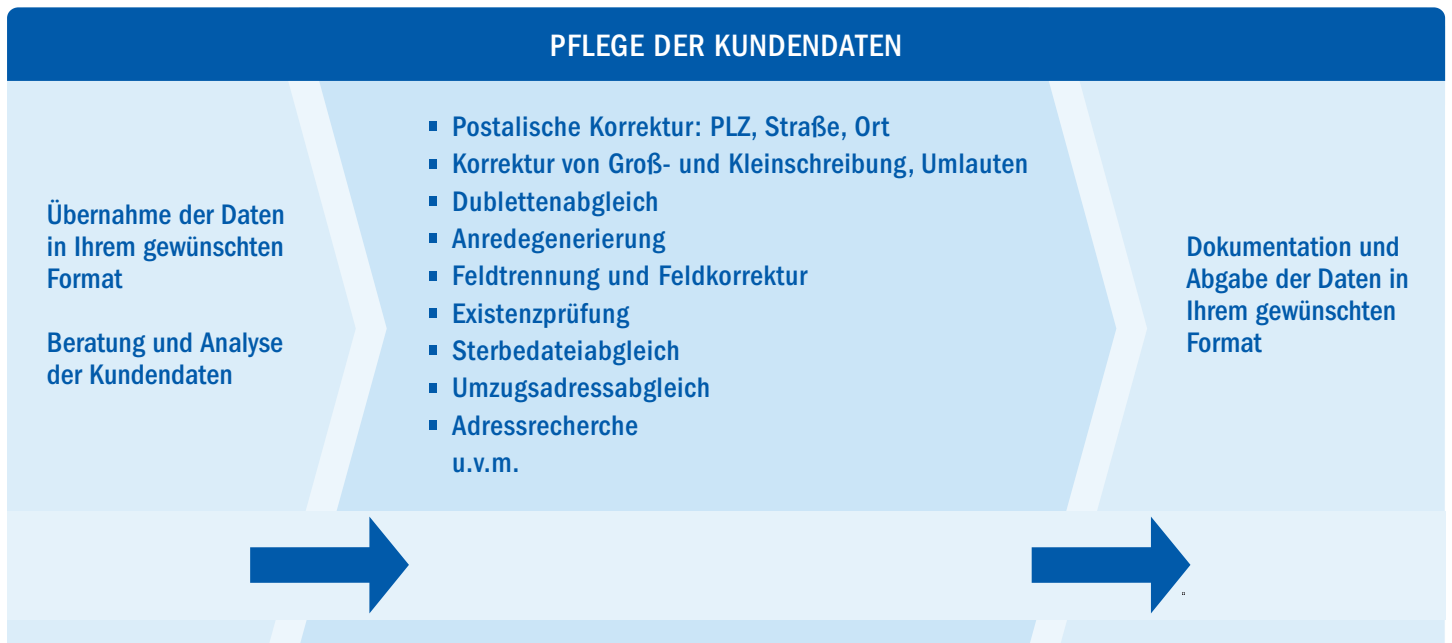 PFLEGE DER KUNDENDATEN
Übernahme der Daten
in Ihrem gewünschten
Format
Beratung und Analyse
der Kundendaten
▪ Postalische Korrektur: PLZ, Straße, Ort
▪ Korrektur von Groß- und Kleinschreibung, Umlauten
▪ Dublettenabgleich
▪ Anredegenerierung
▪ Feldtrennung und Feldkorrektur
▪ Existenzprüfung
▪ Sterbedateiabgleich
▪ Umzugsadressabgleich
▪ Adressrecherche
u.v.m.
Dokumentation und
Abgabe der Daten in
Ihrem gewünschten
Format